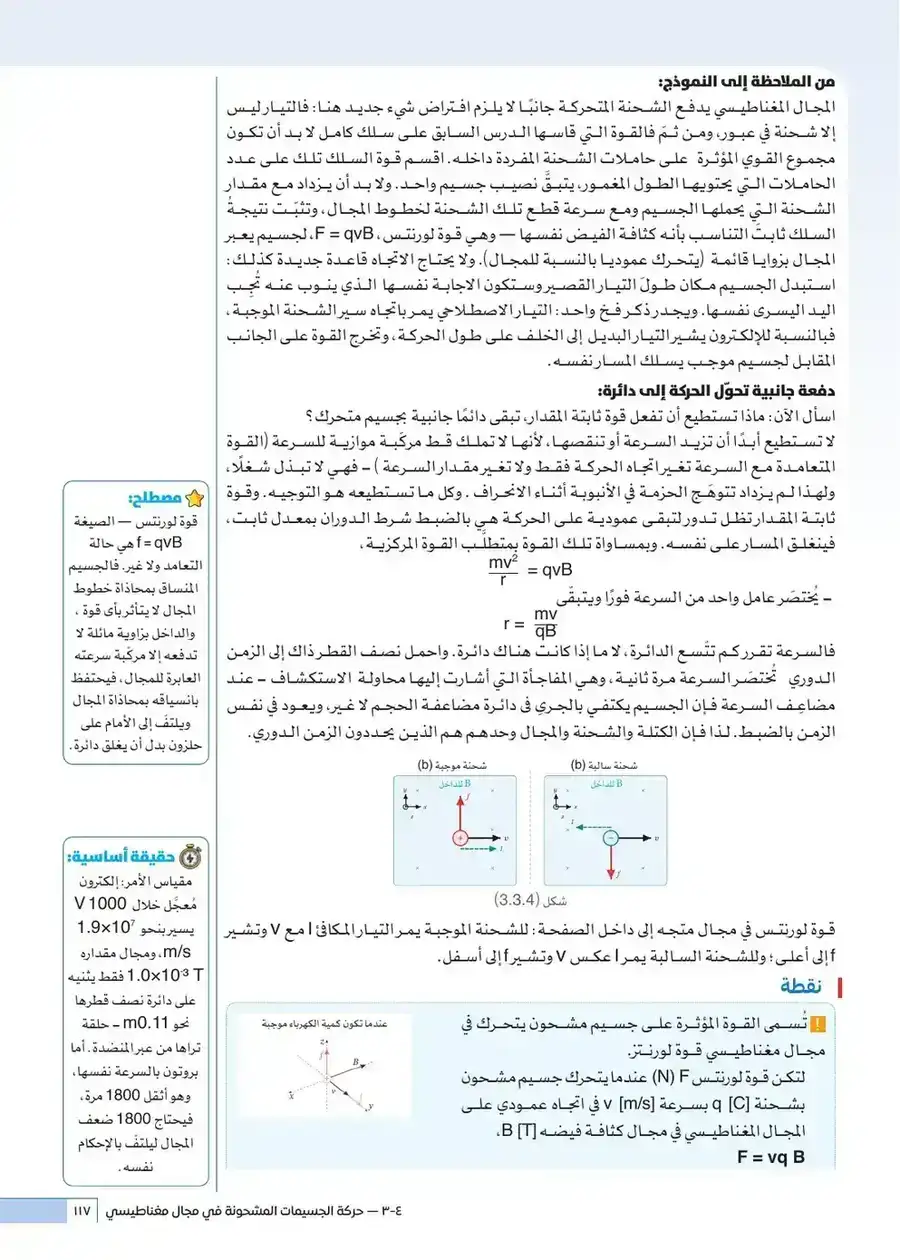 من الملاحظة إلى النموذج:
المجال المغناطيسي يدفع الشحنة المتحركة جانبًا لا يلزم افتراض شيء جديد هنا: فالتيار ليس
إلا شحنة في عبور، ومن ثمَ فالقوة التي قاسها الدرس السابق على سلك كامل لا بد أن تكون
مجموع القوي المؤثرة على حاملات الشحنة المفردة داخله. اقسم قوة السلك تلك على عدد
الحاملات التي يحتويها الطول المغمور، يتبقَّ نصيب جسيم واحد. ولا بد أن يزداد مع مقدار
الشحنة التي يحملها الجسيم ومع سرعة قطع تلك الشحنة لخطوط المجال، وتثبَت نتيجةُ
السلك ثابتَ التناسب بأنه كثافة الفيض نفسها — وهي قوة لورنتس، F = qvB، لجسيم يعبر
المجال بزوايا قائمة (يتحرك عموديا بالنسبة للمجال). ولا يحتاج الاتجاه قاعدة جديدة كذلك:
استبدل الجسيم مكان طولَ التيار القصير وستكون الاجابة نفسها الذي ينوب عنه تُجِب
اليد اليسرى نفسها. ويجدر ذكر فخ واحد: التيار الاصطلاحي يمر باتجاه سير الشحنة الموجبة،
فبالنسبة للإلكترون يشير التيار البديل إلى الخلف على طول الحركة، وتخرج القوة على الجانب
المقابل لجسيم موجب يسلك المسار نفسه.
دفعة جانبية تحوّل الحركة إلى دائرة:
اسأل الآن: ماذا تستطيع أن تفعل قوة ثابتة المقدار، تبقى دائمًا جانبية بجسيم متحرك؟
لا تستطيع أبدًا أن تزيد السرعة أو تنقصها، لأنها لا تملك قط مركّبة موازية للسرعة (القوة
المتعامدة مع السرعة تغير اتجاه الحركة فقط ولا تغير مقدار السرعة ) – فهي لا تبذل شغلًا،
ولهذا لم يزداد تتوهّج الحزمة في الأنبوبة أثناء الانحراف . وكل ما تستطيعه هو التوجيه. وقوة
ثابتة المقدار تظل تدور لتبقى عمودية على الحركة هي بالضبط شرط الدوران بمعدل ثابت،
فينغلق المسار على نفسه. وبمساواة تلك القوة بمتطلَّب القوة المركزية،
mv²/r = qvB
– يُختصَر عامل واحد من السرعة فورًا ويتبقّى
r = mv/qB
فالسرعة تقرر كم تتّسع الدائرة، لا ما إذا كانت هناك دائرة. واحمل نصف القطر ذاك إلى الزمن
الدوري تُختصَر السرعة مرة ثانية، وهي المفاجأة التي أشارت إليها محاولة الاستكشاف – عند
مضاعِف السرعة فإن الجسيم يكتفي بالجري في دائرة مضاعفة الحجم لا غير، ويعود في نفس
الزمن بالضبط. لذا فإن الكتلة والشحنة والمجال وحدهم هم الذين يحددون الزمن الدوري.
شحنة سالبة (b)
شحنة موجبة (b)
B للداخل
B للداخل
y
x
z
f
v
I
+
y
x
z
f
v
I
−
شكل (3.3.4)
قوة لورنتس في مجال متجه إلى داخل الصفحة: للشحنة الموجبة يمر التيار المكافئ I مع V وتشير
f إلى أعلى؛ وللشحنة السالبة يمر I عكس V وتشير f إلى أسفل.
نقطة
! تُسمى القوة المؤثرة على جسيم مشحون يتحرك في
مجال مغناطيسي قوة لورنتز.
لتكن قوة لورنتس F (N) عندما يتحرك جسيم مشحون
بشحنة q [C] بسرعة v [m/s] في اتجاه عمودي على
المجال المغناطيسي في مجال كثافة فيضه B [T]،
F = vq B
عندما تكون كمية الكهرباء موجبة
z
f
B
x
v
y
مصطلح:
قوة لورنتس — الصيغة
f = qvB هي حالة
التعامد ولا غير. فالجسيم
المنساق بمحاذاة خطوط
المجال لا يتأثر بأى قوة ،
والداخل بزاوية مائلة لا
تدفعه إلا مركّبة سرعته
العابرة للمجال، فيحتفظ
بانسياقه بمحاذاة المجال
ويلتفّ إلى الأمام على
حلزون بدل أن يغلق دائرة.
حقيقة أساسية:
مقياس الأمر: إلكترون
مُعجَّل خلال 1000 V
يسير بنحو 1.9×10⁷
m/s، ومجال مقداره
1.0×10⁻³ T فقط يثنيه
على دائرة نصف قطرها
نحو 0.11m – حلقة
تراها من عبر المنضدة. أما
بروتون بالسرعة نفسها،
وهو أثقل 1800 مرة،
فيحتاج 1800 ضعف
المجال ليلتفّ بالإحكام
نفسه.
٤-٣ — حركة الجسيمات المشحونة في مجال مغناطيسي
١١٧